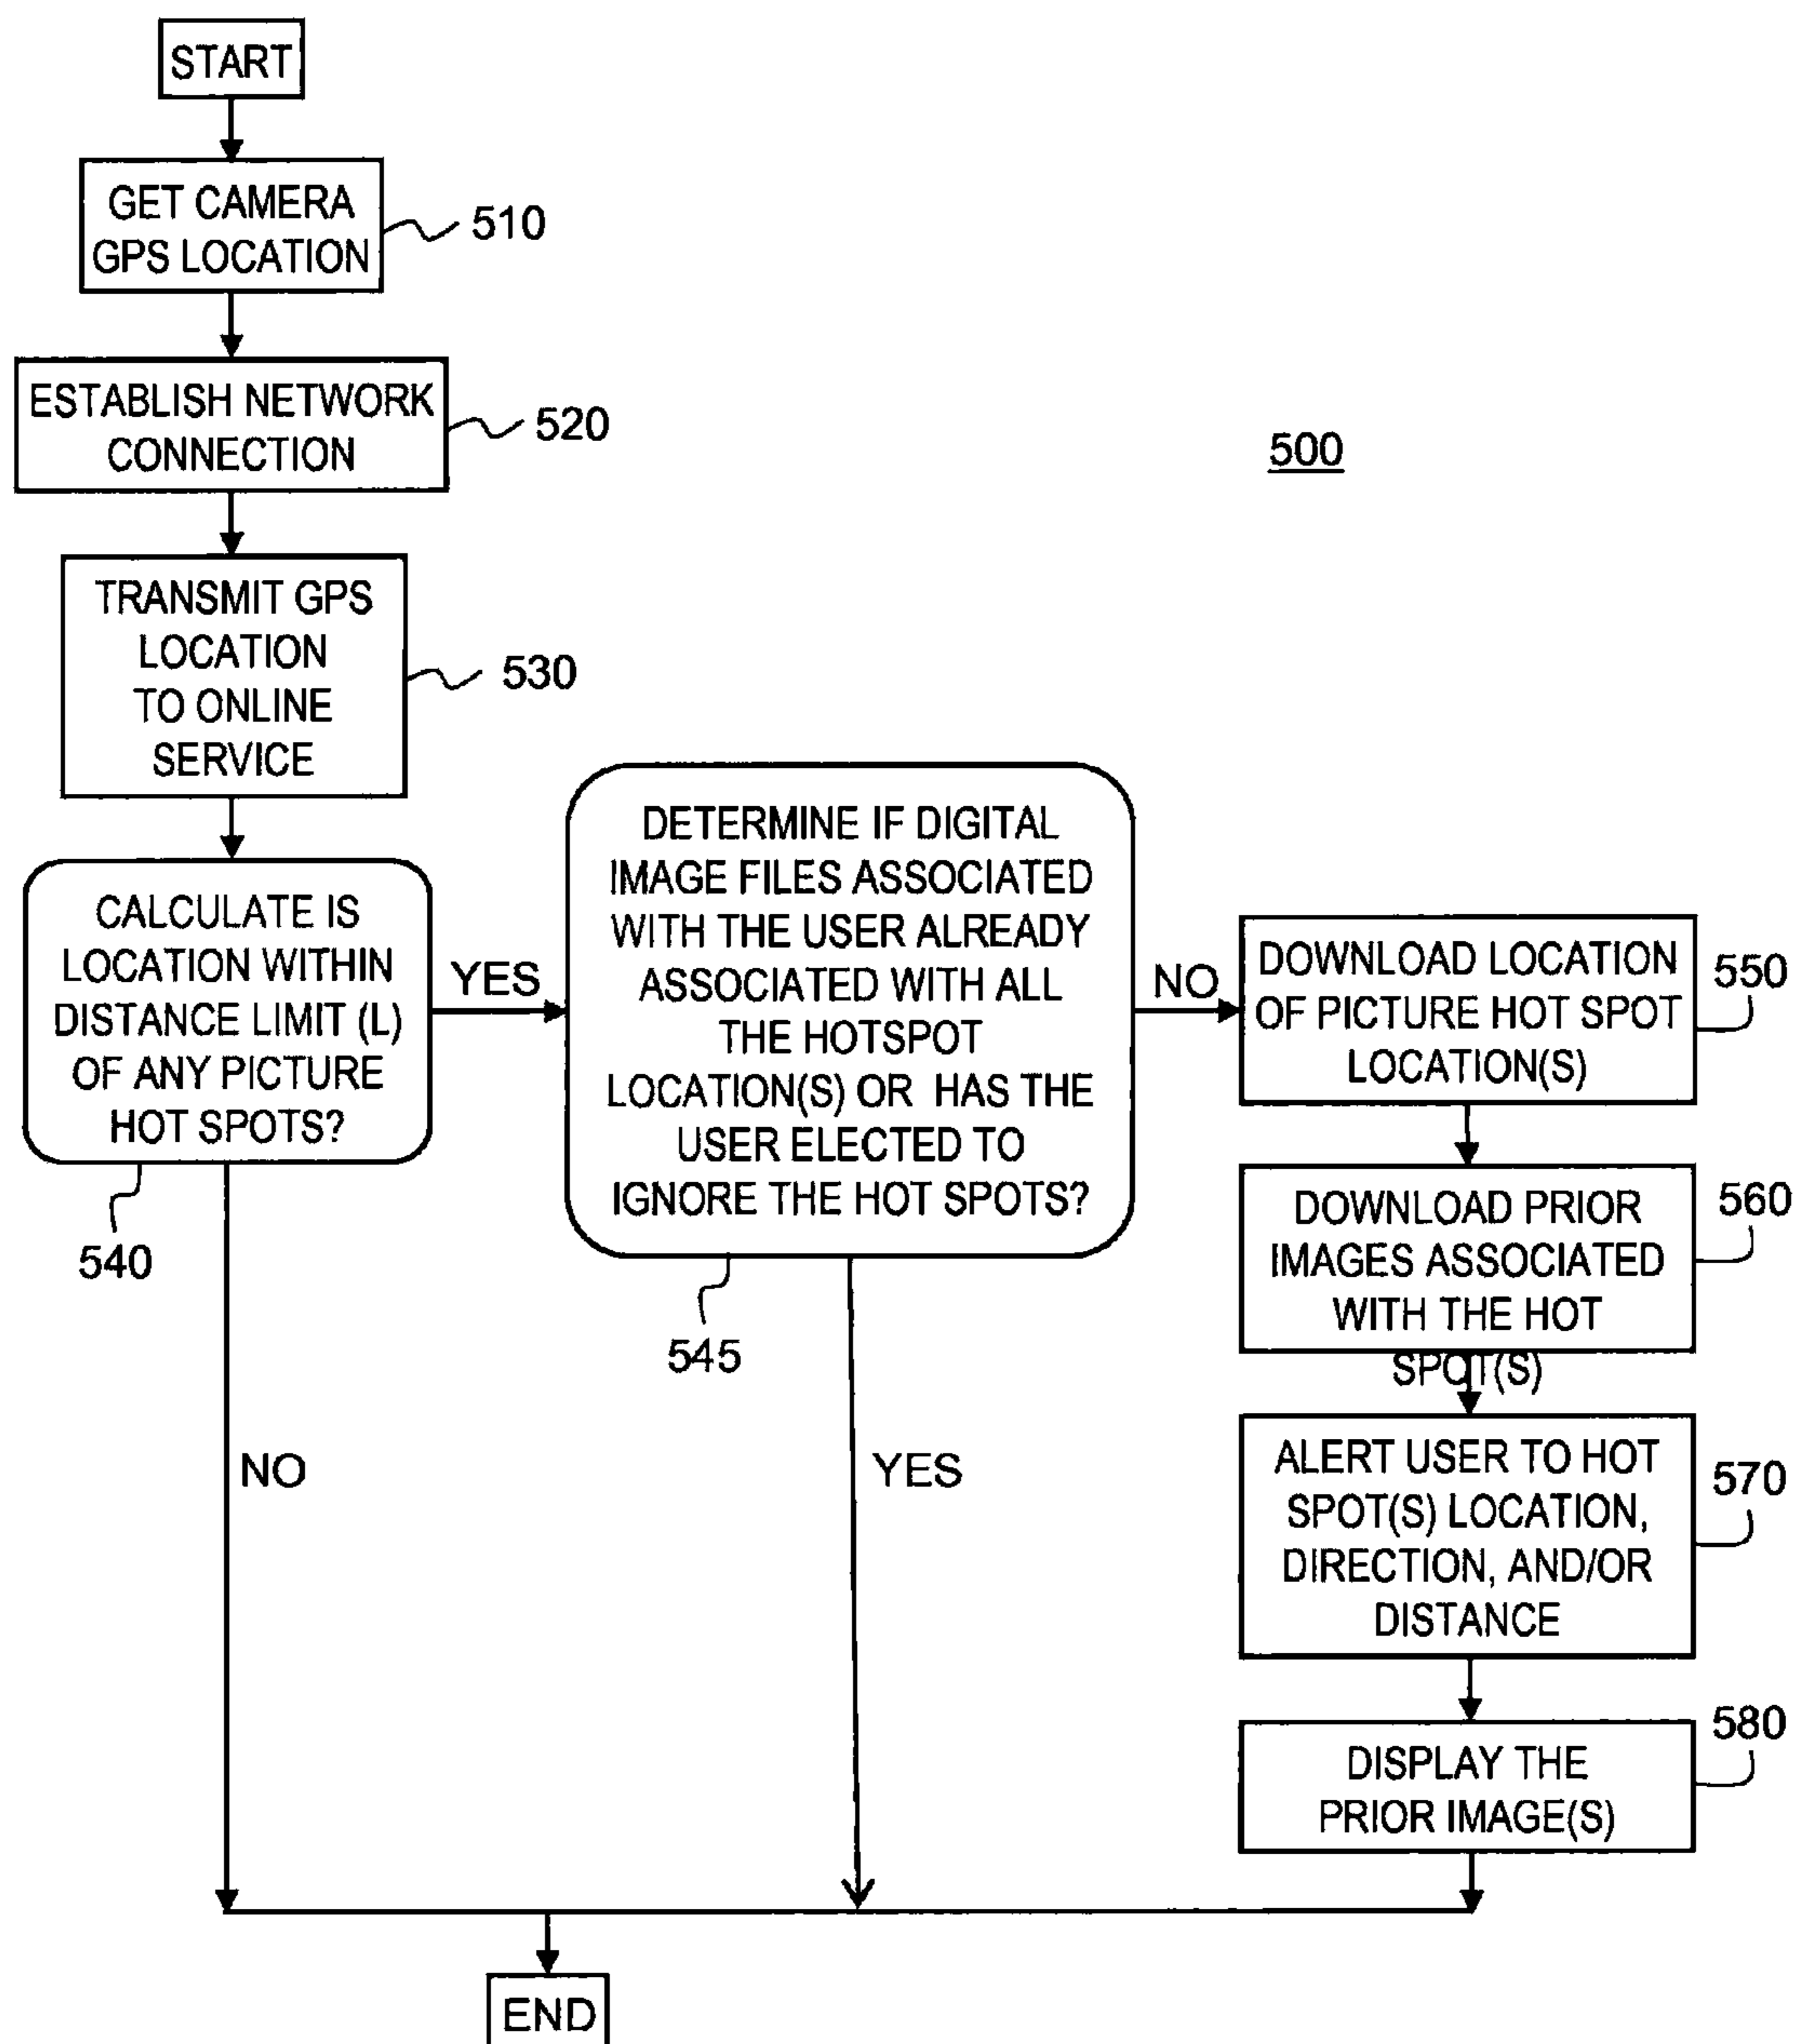 START
GET CAMERA
GPS LOCATION
510
ESTABLISH NETWORK
CONNECTION
520
500
TRANSMIT GPS
LOCATION
TO ONLINE
SERVICE
530
CALCULATE IS
LOCATION WITHIN
DISTANCE LIMIT (L)
OF ANY PICTURE
HOT SPOTS?
540
YES
NO
DETERMINE IF DIGITAL
IMAGE FILES ASSOCIATED
WITH THE USER ALREADY
ASSOCIATED WITH ALL
THE HOTSPOT
LOCATION(S) OR HAS THE
USER ELECTED TO
IGNORE THE HOT SPOTS?
545
NO
YES
DOWNLOAD LOCATION
OF PICTURE HOT SPOT
LOCATION(S)
550
DOWNLOAD PRIOR
IMAGES ASSOCIATED
WITH THE HOT
SPOT(S)
560
ALERT USER TO HOT
SPOT(S) LOCATION,
DIRECTION, AND/OR
DISTANCE
570
DISPLAY THE
PRIOR IMAGE(S)
580
END